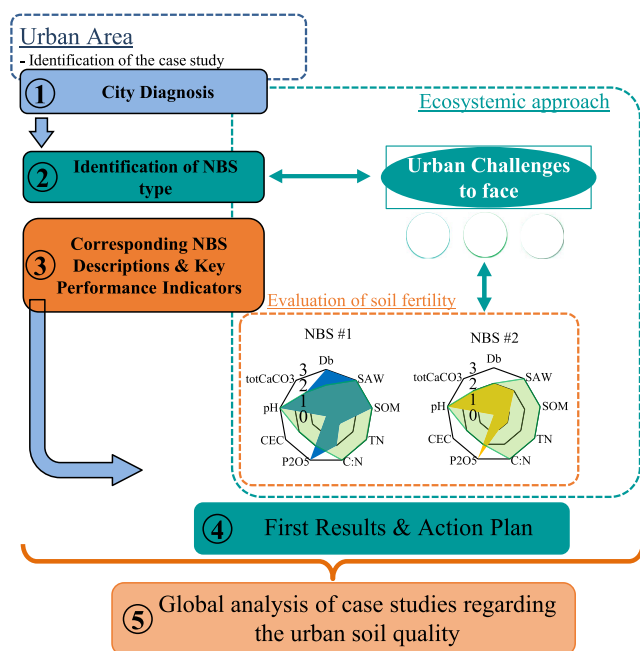 Urban Area
- Identification of the case study
1 City Diagnosis
Ecosystemic approach
2 Identification of NBS
type
Urban Challenges
to face
3 Corresponding NBS
Descriptions & Key
Performance Indicators
Evaluation of soil fertility
NBS #1
Db
SAW
SOM
TN
C:N
P2O5
CEC
pH
totCaCO3
3
2
1
0
NBS #2
Db
SAW
SOM
TN
C:N
P2O5
CEC
pH
totCaCO3
3
2
1
0
4 First Results & Action Plan
5 Global analysis of case studies regarding
the urban soil quality